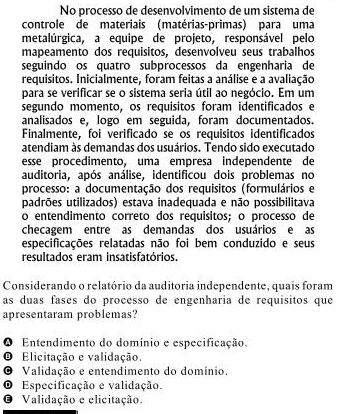 No processo de desenvolvimento de um sistema de
controle de materiais (matérias-primas) para uma
metalúrgica, a equipe de projeto, responsável pelo
mapeamento dos requisitos, desenvolveu seus trabalhos
seguindo os quatro subprocessos da engenharia de
requisitos. Inicialmente, foram feitas a análise e a avaliação
para se verificar se o sistema seria útil ao negócio. Em um
segundo momento, os requisitos foram identificados e
analisados e, logo em seguida, foram documentados.
Finalmente, foi verificado se os requisitos identificados
atendiam às demandas dos usuários. Tendo sido executado
esse procedimento, uma empresa independente de
auditoria, após análise, identificou dois problemas no
processo: a documentação dos requisitos (formulários e
padrões utilizados) estava inadequada e não possibilitava
o entendimento correto dos requisitos; o processo de
checagem entre as demandas dos usuários e as
especificações relatadas não foi bem conduzido e seus
resultados eram insatisfatórios.
Considerando o relatório da auditoria independente, quais foram
as duas fases do processo de engenharia de requisitos que
apresentaram problemas?
A Entendimento do domínio e especificação.
B Elicitação e validação.
C Validação e entendimento do domínio.
D Especificação e validação.
E Validação e elicitação.